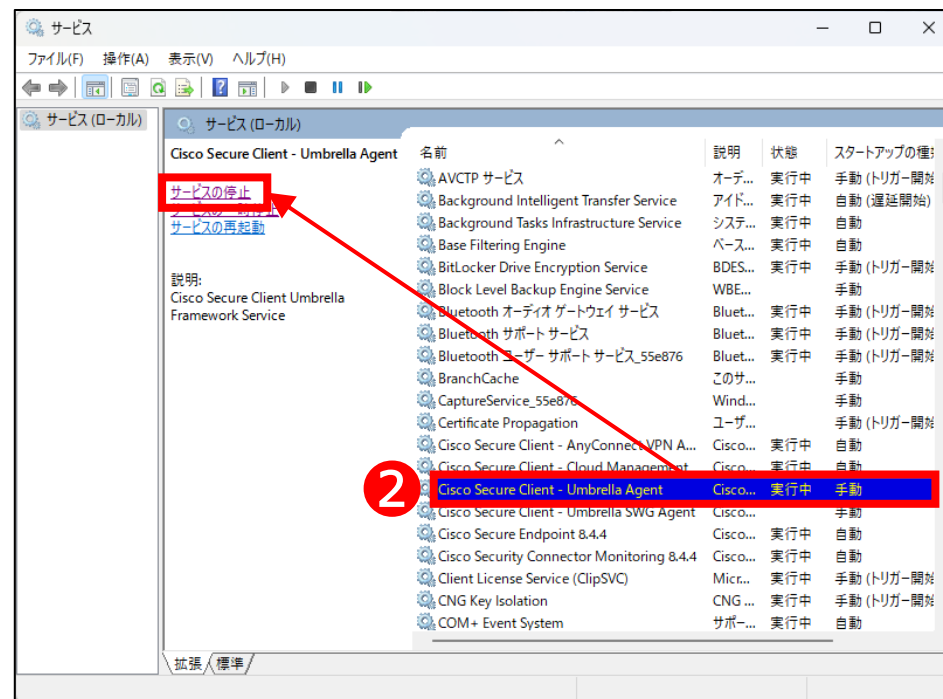 サービス
ファイル(F) 操作(A) 表示(V) ヘルプ(H)
サービス (ローカル)
サービス (ローカル)
Cisco Secure Client - Umbrella Agent
サービスの停止
サービスの一時停止
サービスの再起動
説明:
Cisco Secure Client Umbrella
Framework Service
名前 説明 状態 スタートアップの種
AVCTP サービス オーデ... 実行中 手動 (トリガー開始
Background Intelligent Transfer Service アイド... 実行中 自動 (遅延開始)
Background Tasks Infrastructure Service システ... 実行中 自動
Base Filtering Engine ベース... 実行中 自動
BitLocker Drive Encryption Service BDES... 実行中 手動 (トリガー開始
Block Level Backup Engine Service WBE... 手動
Bluetooth オーディオ ゲートウェイ サービス Bluet... 実行中 手動 (トリガー開始
Bluetooth サポート サービス Bluet... 実行中 手動 (トリガー開始
Bluetooth ユーザー サポート サービス_55e876 Bluet... 実行中 手動 (トリガー開始
BranchCache このサ... 手動
CaptureService_55e876 Wind... 手動
Certificate Propagation ユーザ... 手動 (トリガー開始
Cisco Secure Client - AnyConnect VPN A... Cisco... 実行中 自動
Cisco Secure Client - Cloud Management Cisco... 実行中 自動
2 Cisco Secure Client - Umbrella Agent Cisco... 実行中 手動
Cisco Secure Client - Umbrella SWG Agent Cisco... 手動
Cisco Secure Endpoint 8.4.4 Cisco... 実行中 自動
Cisco Security Connector Monitoring 8.4.4 Cisco... 実行中 自動
Client License Service (ClipSVC) Micr... 実行中 手動 (トリガー開始
CNG Key Isolation CNG ... 実行中 手動 (トリガー開始
COM+ Event System サポー... 実行中 自動
拡張 標準